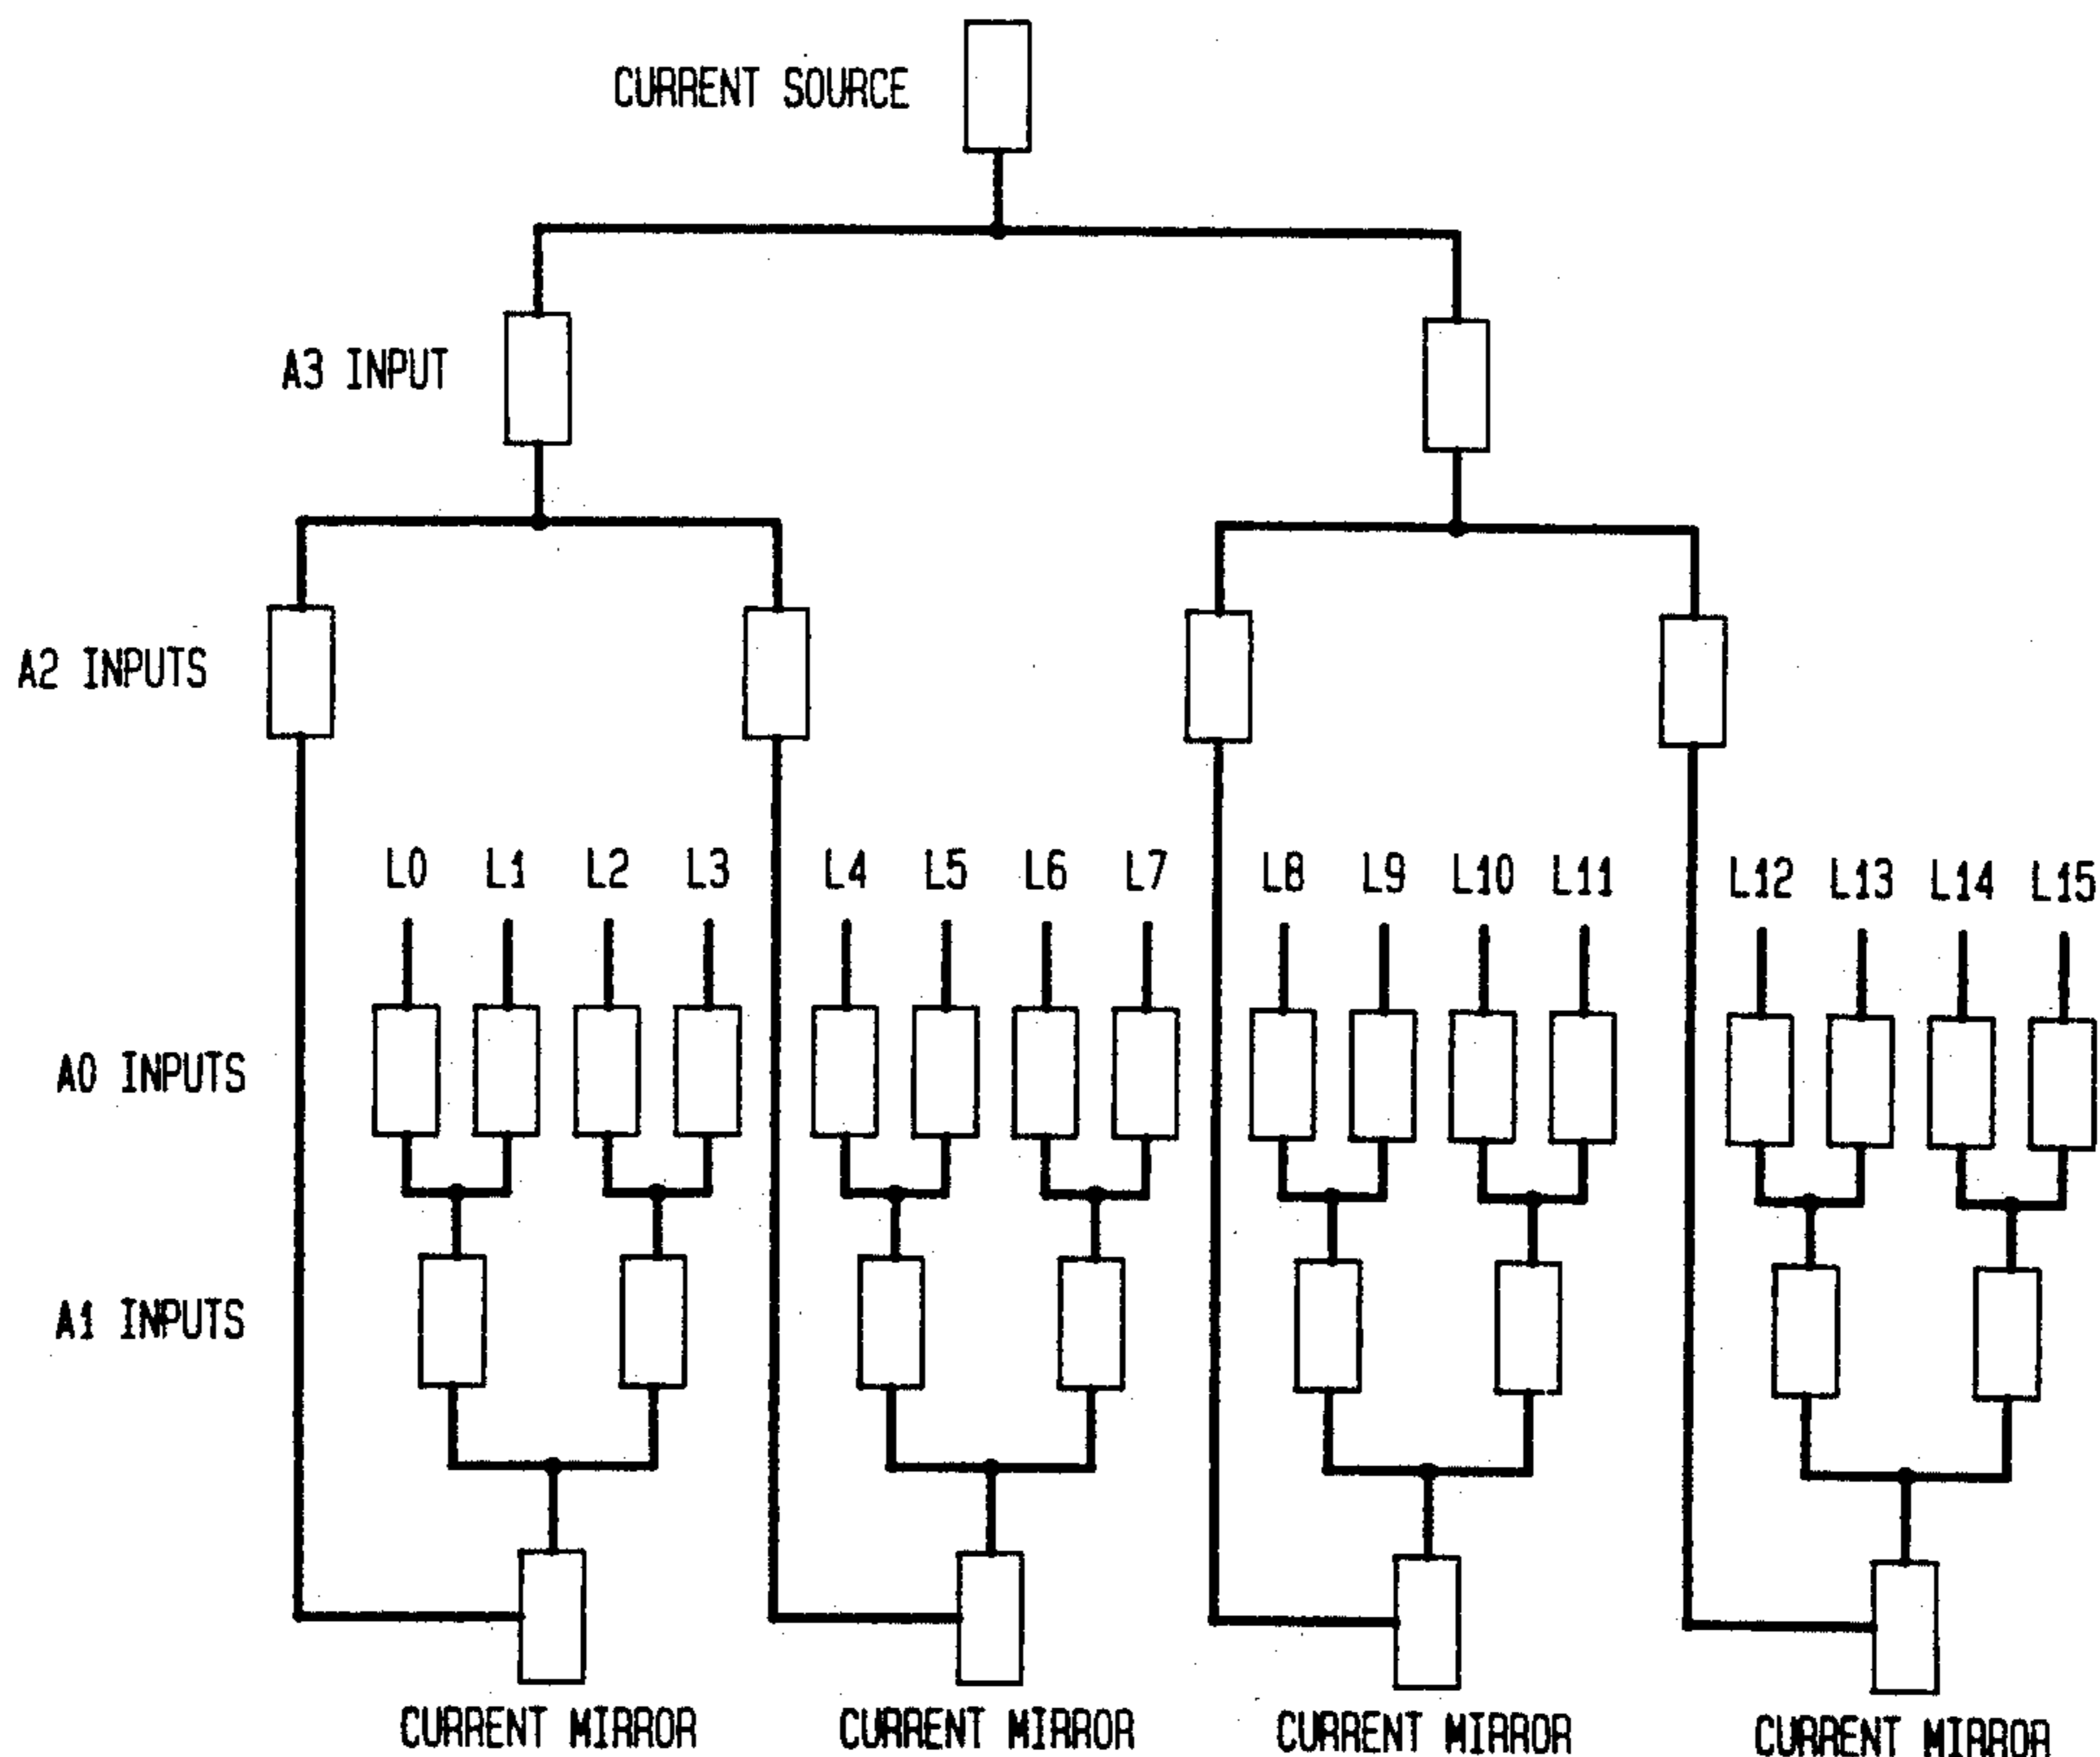 CURRENT SOURCE
A3 INPUT
A2 INPUTS
L0 L1 L2 L3 L4 L5 L6 L7 L8 L9 L10 L11 L12 L13 L14 L15
A0 INPUTS
A1 INPUTS
CURRENT MIRROR CURRENT MIRROR CURRENT MIRROR CURRENT MIRROR